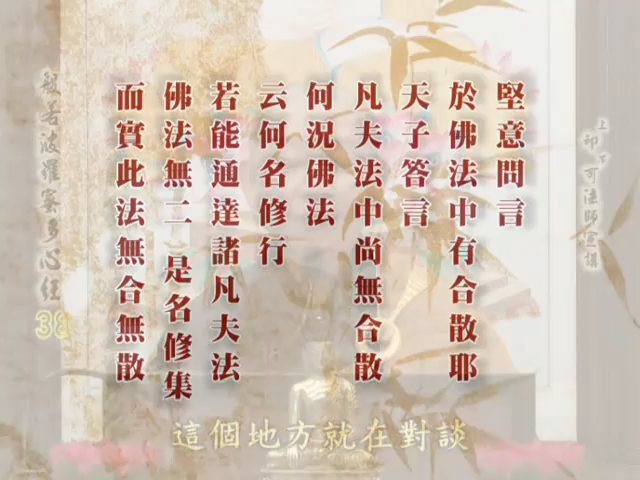 上印下可法師宣講
堅意問言
於佛法中有合散耶
天子答言
凡夫法中尚無合散
何況佛法
云何名修行
若能通達諸凡夫法
佛法無二 是名修集
而實此法無合無散
般若波羅蜜多心經
38
這個地方就在對談